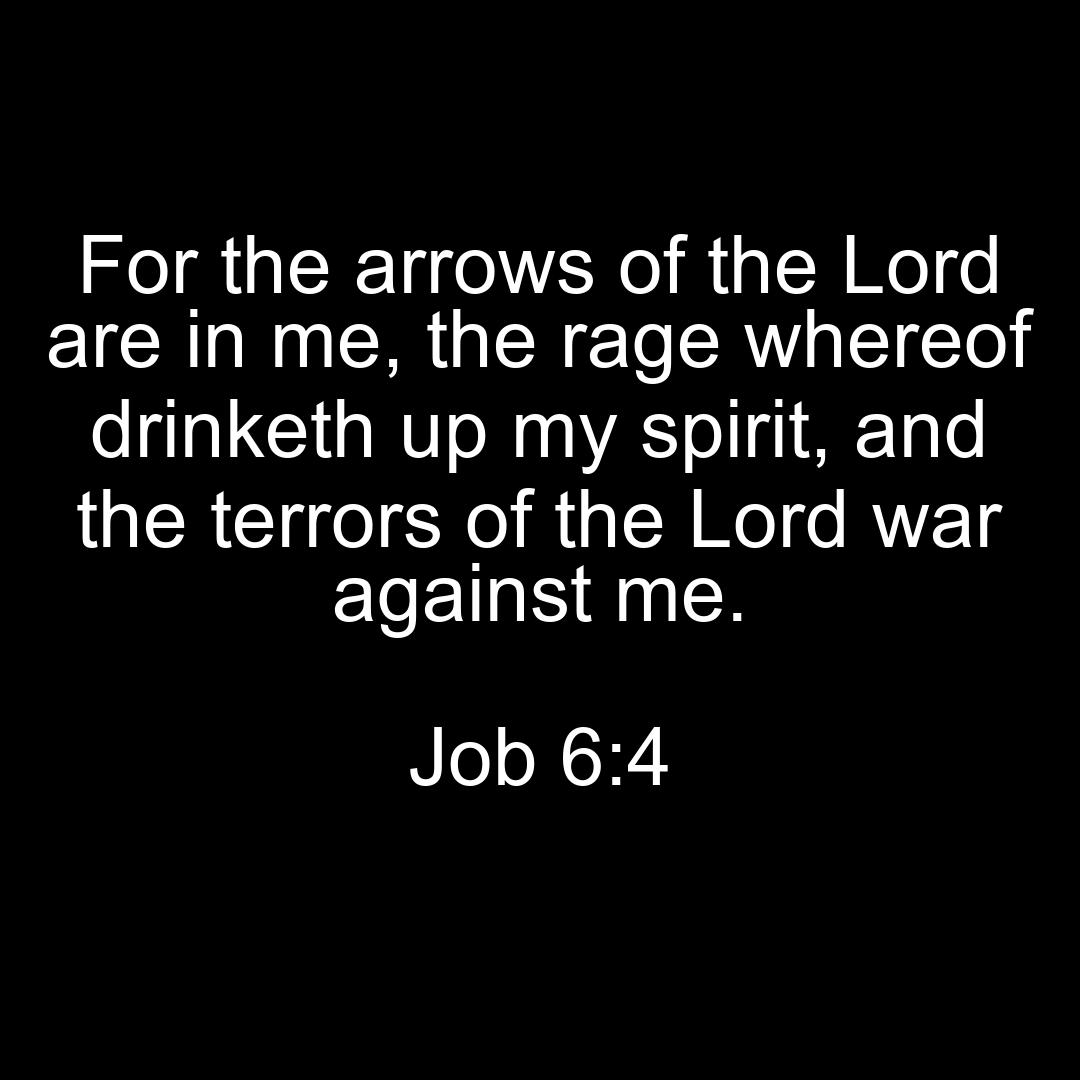 For the arrows of the Lord
are in me, the rage whereof
drinketh up my spirit, and
the terrors of the Lord war
against me.
Job 6:4